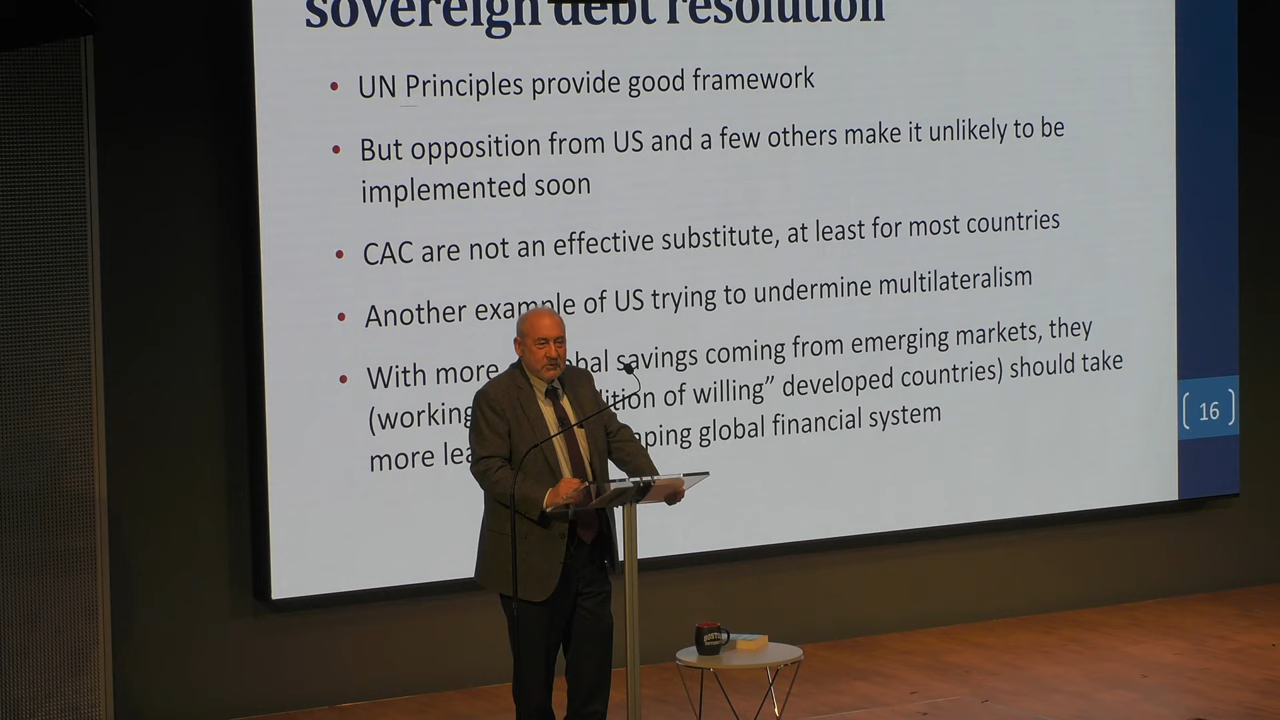 sovereign debt resolution
• UN Principles provide good framework
• But opposition from US and a few others make it unlikely to be
implemented soon
• CAC are not an effective substitute, at least for most countries
• Another example of US trying to undermine multilateralism
• With more savings coming from emerging markets, they
(working of willing” developed countries) should take
more global financial system
[ 16 ]
BOSTON